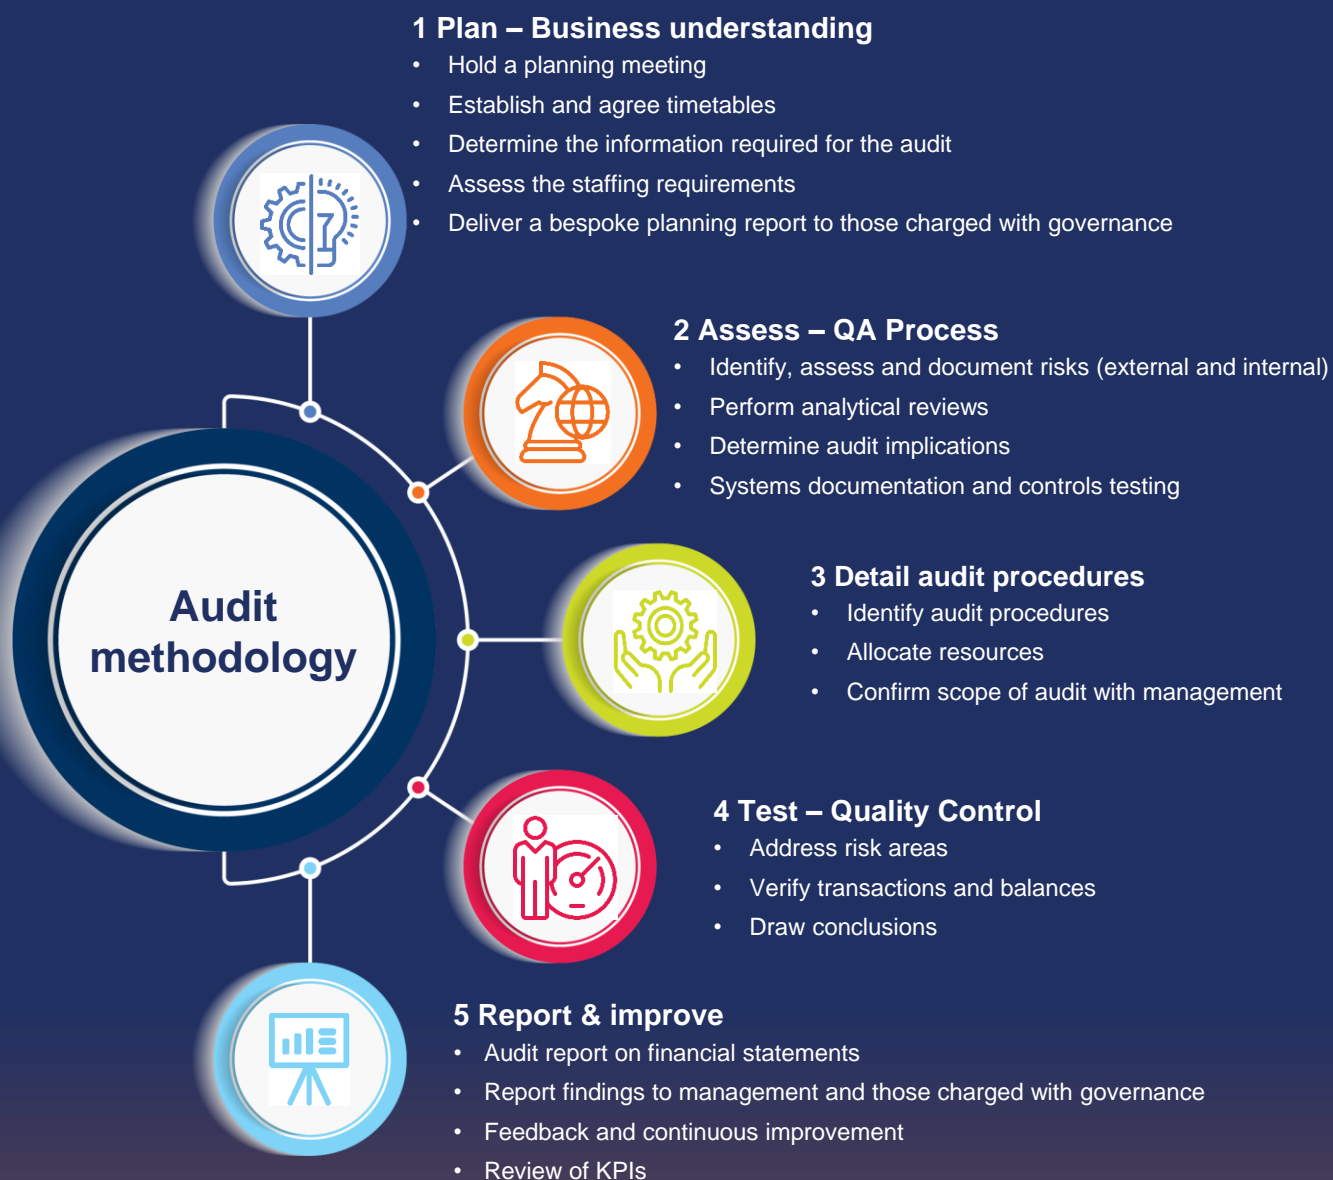 1 Plan – Business understanding
• Hold a planning meeting
• Establish and agree timetables
• Determine the information required for the audit
• Assess the staffing requirements
• Deliver a bespoke planning report to those charged with governance
2 Assess – QA Process
• Identify, assess and document risks (external and internal)
• Perform analytical reviews
• Determine audit implications
• Systems documentation and controls testing
Audit
methodology
3 Detail audit procedures
• Identify audit procedures
• Allocate resources
• Confirm scope of audit with management
4 Test – Quality Control
• Address risk areas
• Verify transactions and balances
• Draw conclusions
5 Report & improve
• Audit report on financial statements
• Report findings to management and those charged with governance
• Feedback and continuous improvement
• Review of KPIs